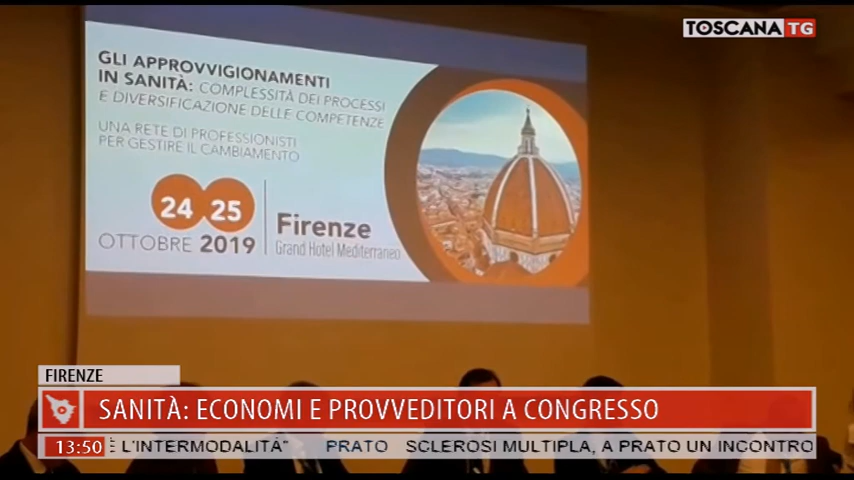 TOSCANA TG
GLI APPROVVIGIONAMENTI
IN SANITÀ: COMPLESSITÀ DEI PROCESSI
E DIVERSIFICAZIONE DELLE COMPETENZE
UNA RETE DI PROFESSIONISTI
PER GESTIRE IL CAMBIAMENTO
24 25
OTTOBRE 2019
Firenze
Grand Hotel Mediterraneo
FIRENZE
SANITÀ: ECONOMI E PROVVEDITORI A CONGRESSO
13:50 È L'INTERMODALITÀ" PRATO SCLEROSI MULTIPLA, A PRATO UN INCONTRO